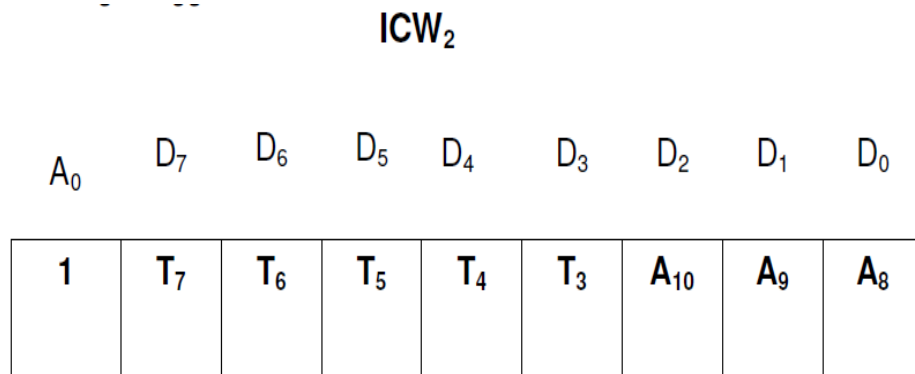 ICW₂
A₀ D₇ D₆ D₅ D₄ D₃ D₂ D₁ D₀
1 T₇ T₆ T₅ T₄ T₃ A₁₀ A₉ A₈